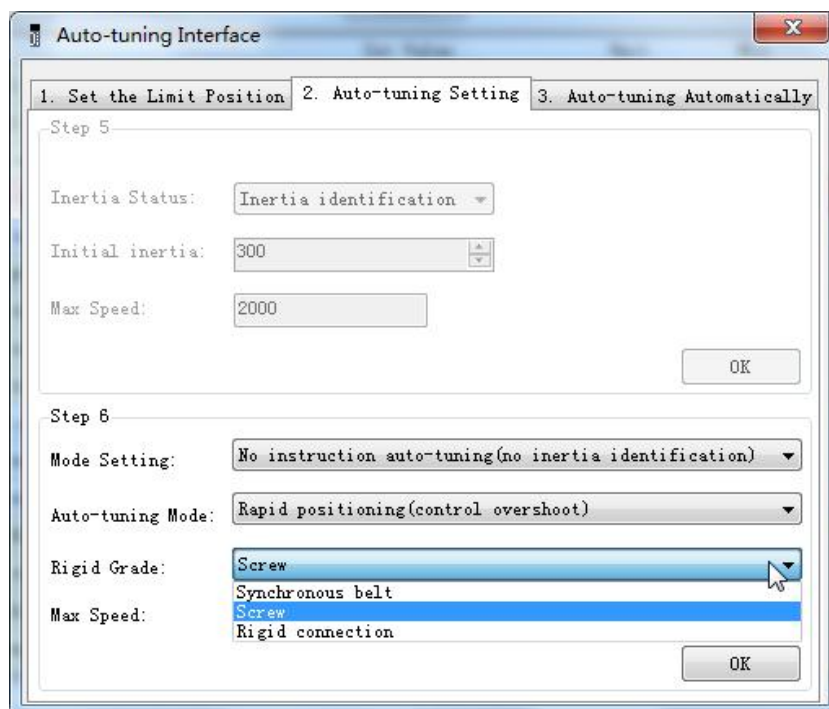 Auto-tuning Interface
1. Set the Limit Position 2. Auto-tuning Setting 3. Auto-tuning Automatically
Step 5
Inertia Status: Inertia identification
Initial inertia: 300
Max Speed: 2000
OK
Step 6
Mode Setting: No instruction auto-tuning(no inertia identification)
Auto-tuning Mode: Rapid positioning(control overshoot)
Rigid Grade: Screw
Synchronous belt
Max Speed: Screw
Rigid connection
OK